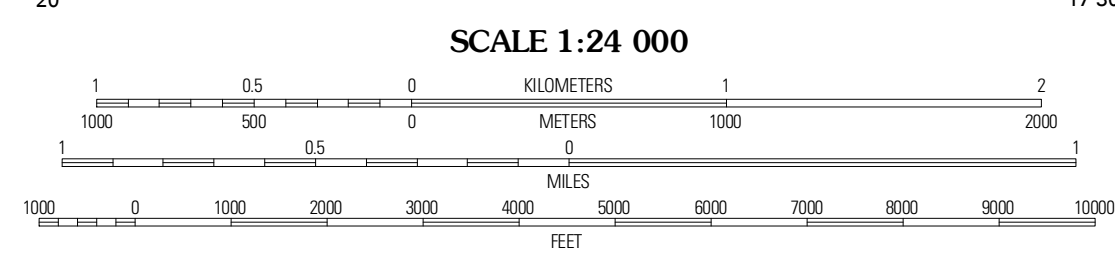 SCALE 1:24 000
1 0.5 0 KILOMETERS 1 2
1000 500 0 METERS 1000 2000
1 0.5 0 1
MILES
1000 0 1000 2000 3000 4000 5000 6000 7000 8000 9000 10000
FEET